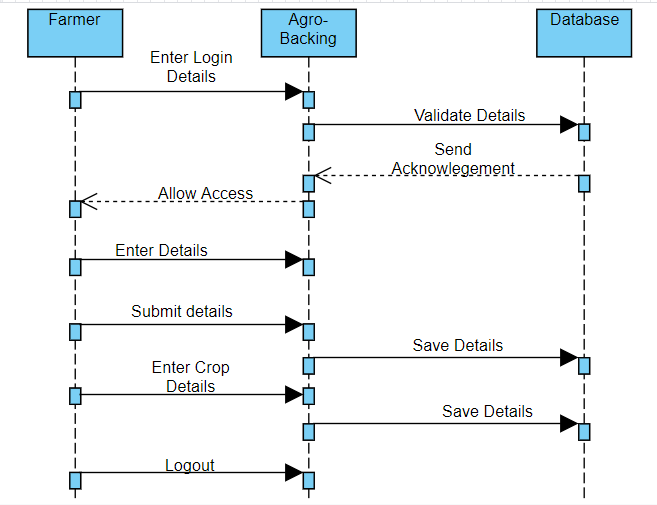 Farmer
Agro-
Backing
Database
Enter Login
Details
Validate Details
Send
Acknowlegement
Allow Access
Enter Details
Submit details
Save Details
Enter Crop
Details
Save Details
Logout